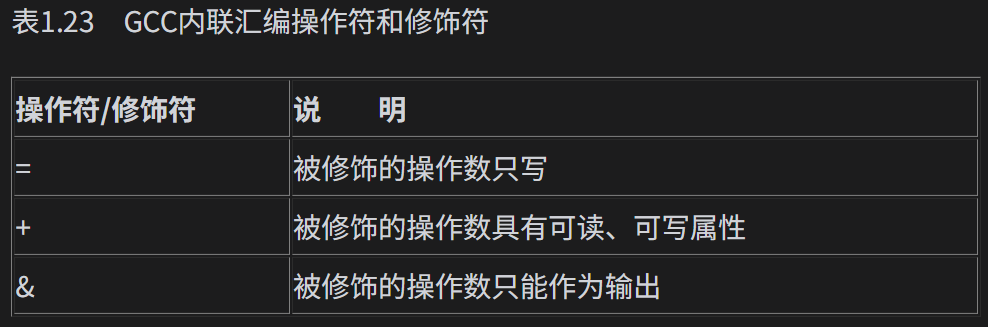 表1.23 GCC内联汇编操作符和修饰符
操作符/修饰符 说 明
= 被修饰的操作数只写
+ 被修饰的操作数具有可读、可写属性
& 被修饰的操作数只能作为输出